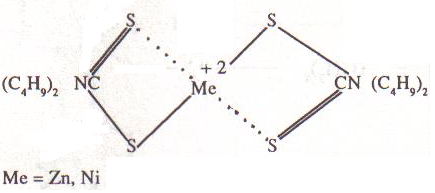 S S
+2
(C₄H₉)₂ NC Me CN (C₄H₉)₂
S S
Me = Zn, Ni